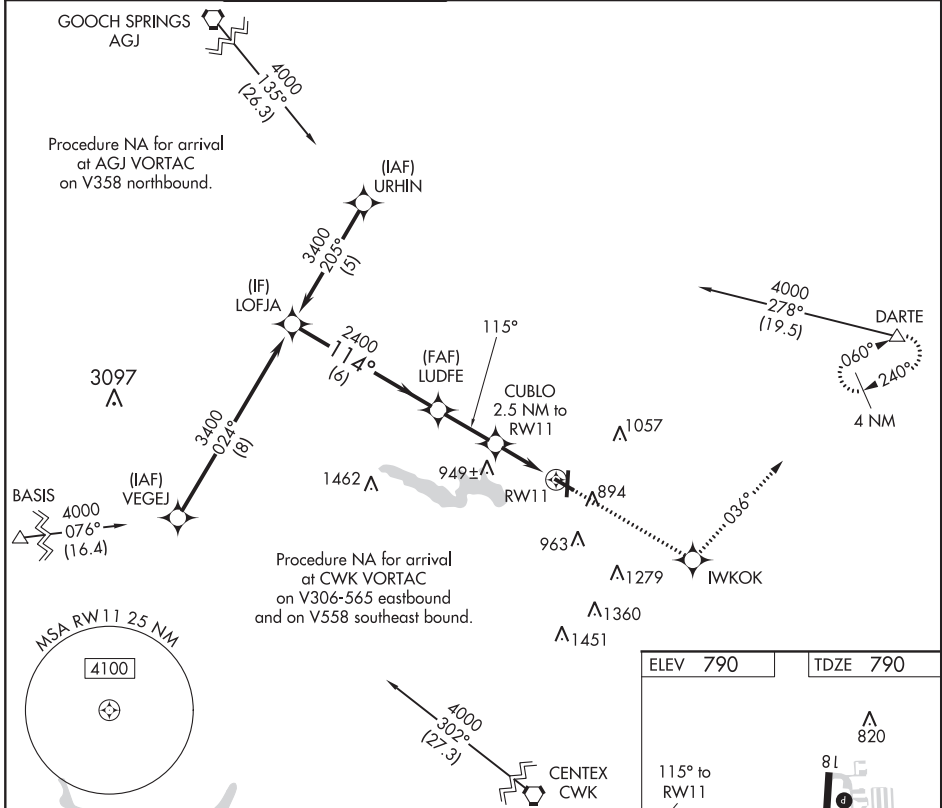 GOOCH SPRINGS
AGJ
4000
135°
(26.3)
Procedure NA for arrival
at AGJ VORTAC
on V358 northbound.
(IAF)
URHIN
3400
205°
(5)
(IF)
LOFJA
2400
114°
(6)
115°
(FAF)
LUDFE
CUBLO
2.5 NM to
RW11
4000
278°
(19.5)
DARTE
060°
240°
4 NM
3097
3400
024°
(8)
1057
1462
949±
RW11
894
036°
BASIS
4000
076°
(16.4)
(IAF)
VEGEJ
963
IWKOK
1279
Procedure NA for arrival
at CWK VORTAC
on V306-565 eastbound
and on V558 southeast bound.
1360
1451
MSA RW11 25 NM
4100
4000
302°
(27.3)
CENTEX
CWK
ELEV 790
TDZE 790
820
18
115° to
RW11
P